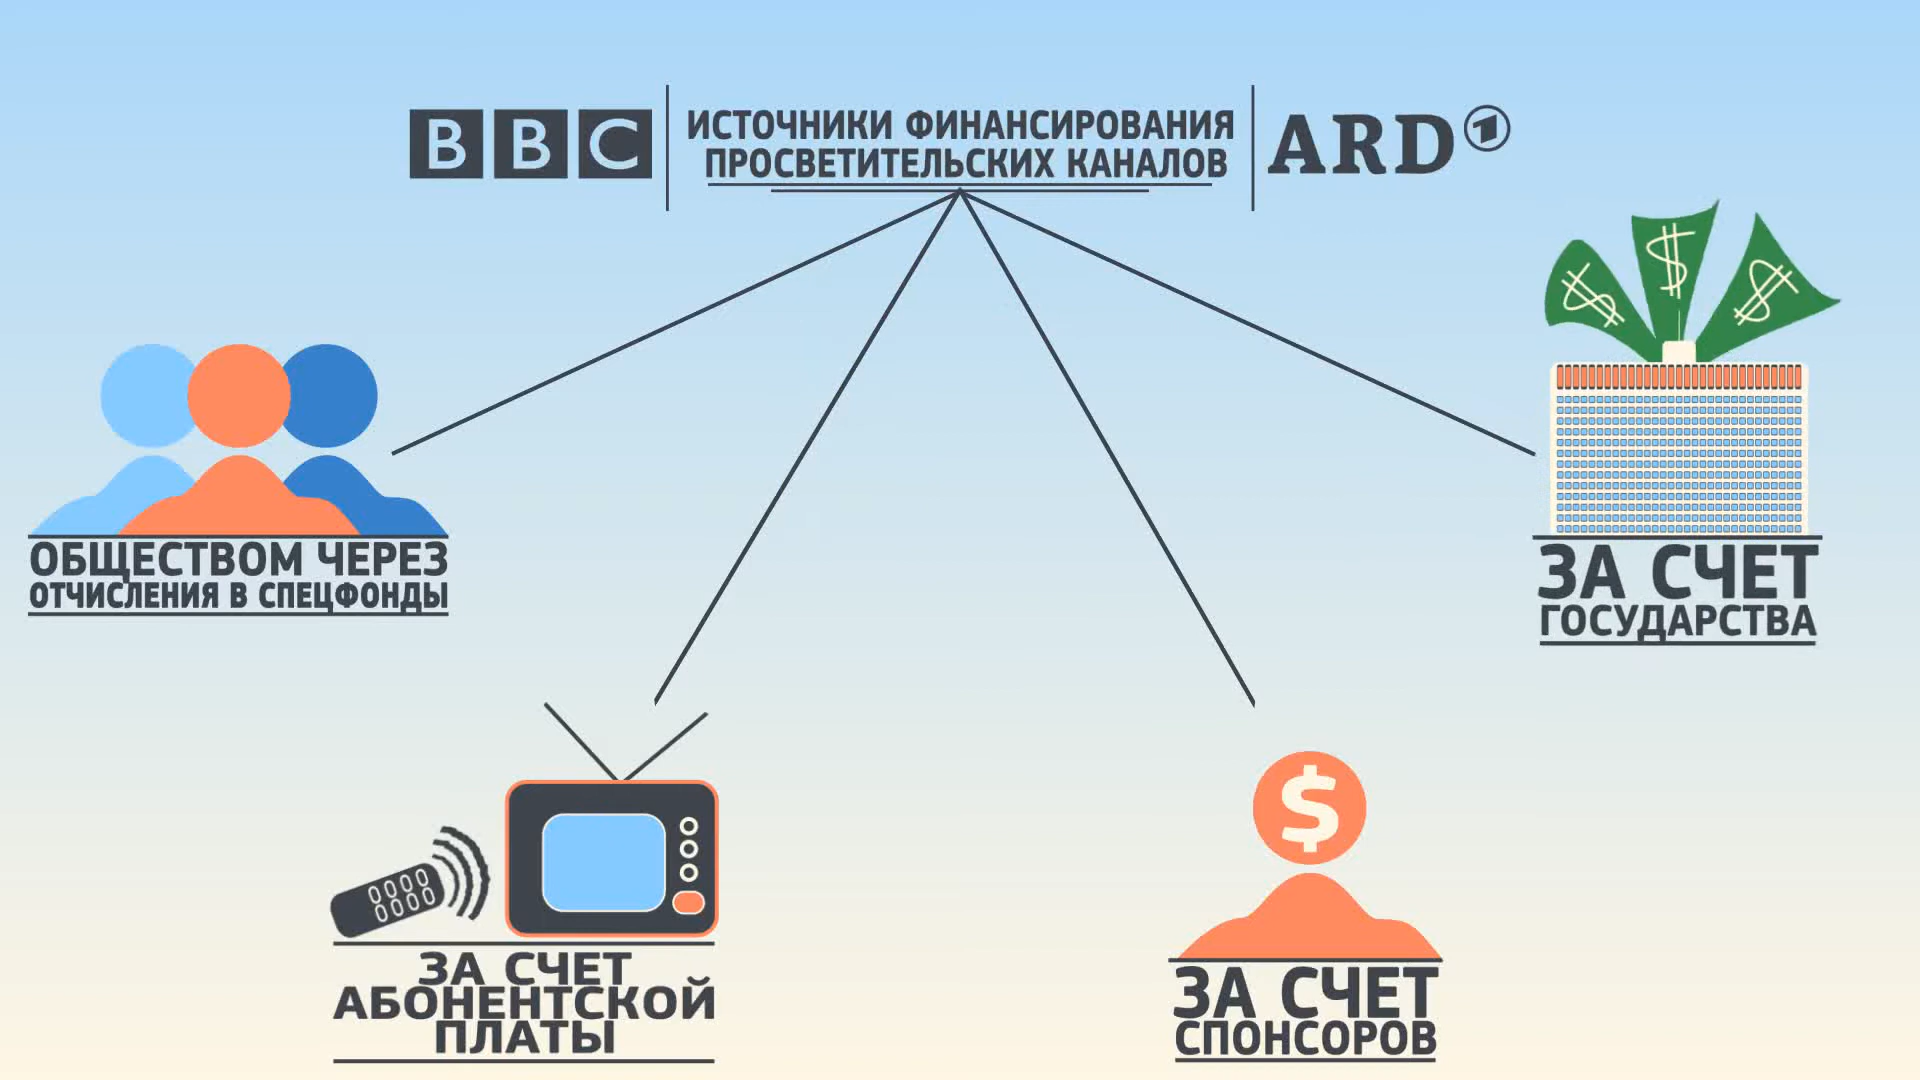 BBC
ИСТОЧНИКИ ФИНАНСИРОВАНИЯ
ПРОСВЕТИТЕЛЬСКИХ КАНАЛОВ
ARD 1
ОБЩЕСТВОМ ЧЕРЕЗ
ОТЧИСЛЕНИЯ В СПЕЦФОНДЫ
ЗА СЧЕТ
АБОНЕНТСКОЙ
ПЛАТЫ
$
ЗА СЧЕТ
СПОНСОРОВ
$ $ $
ЗА СЧЕТ
ГОСУДАРСТВА